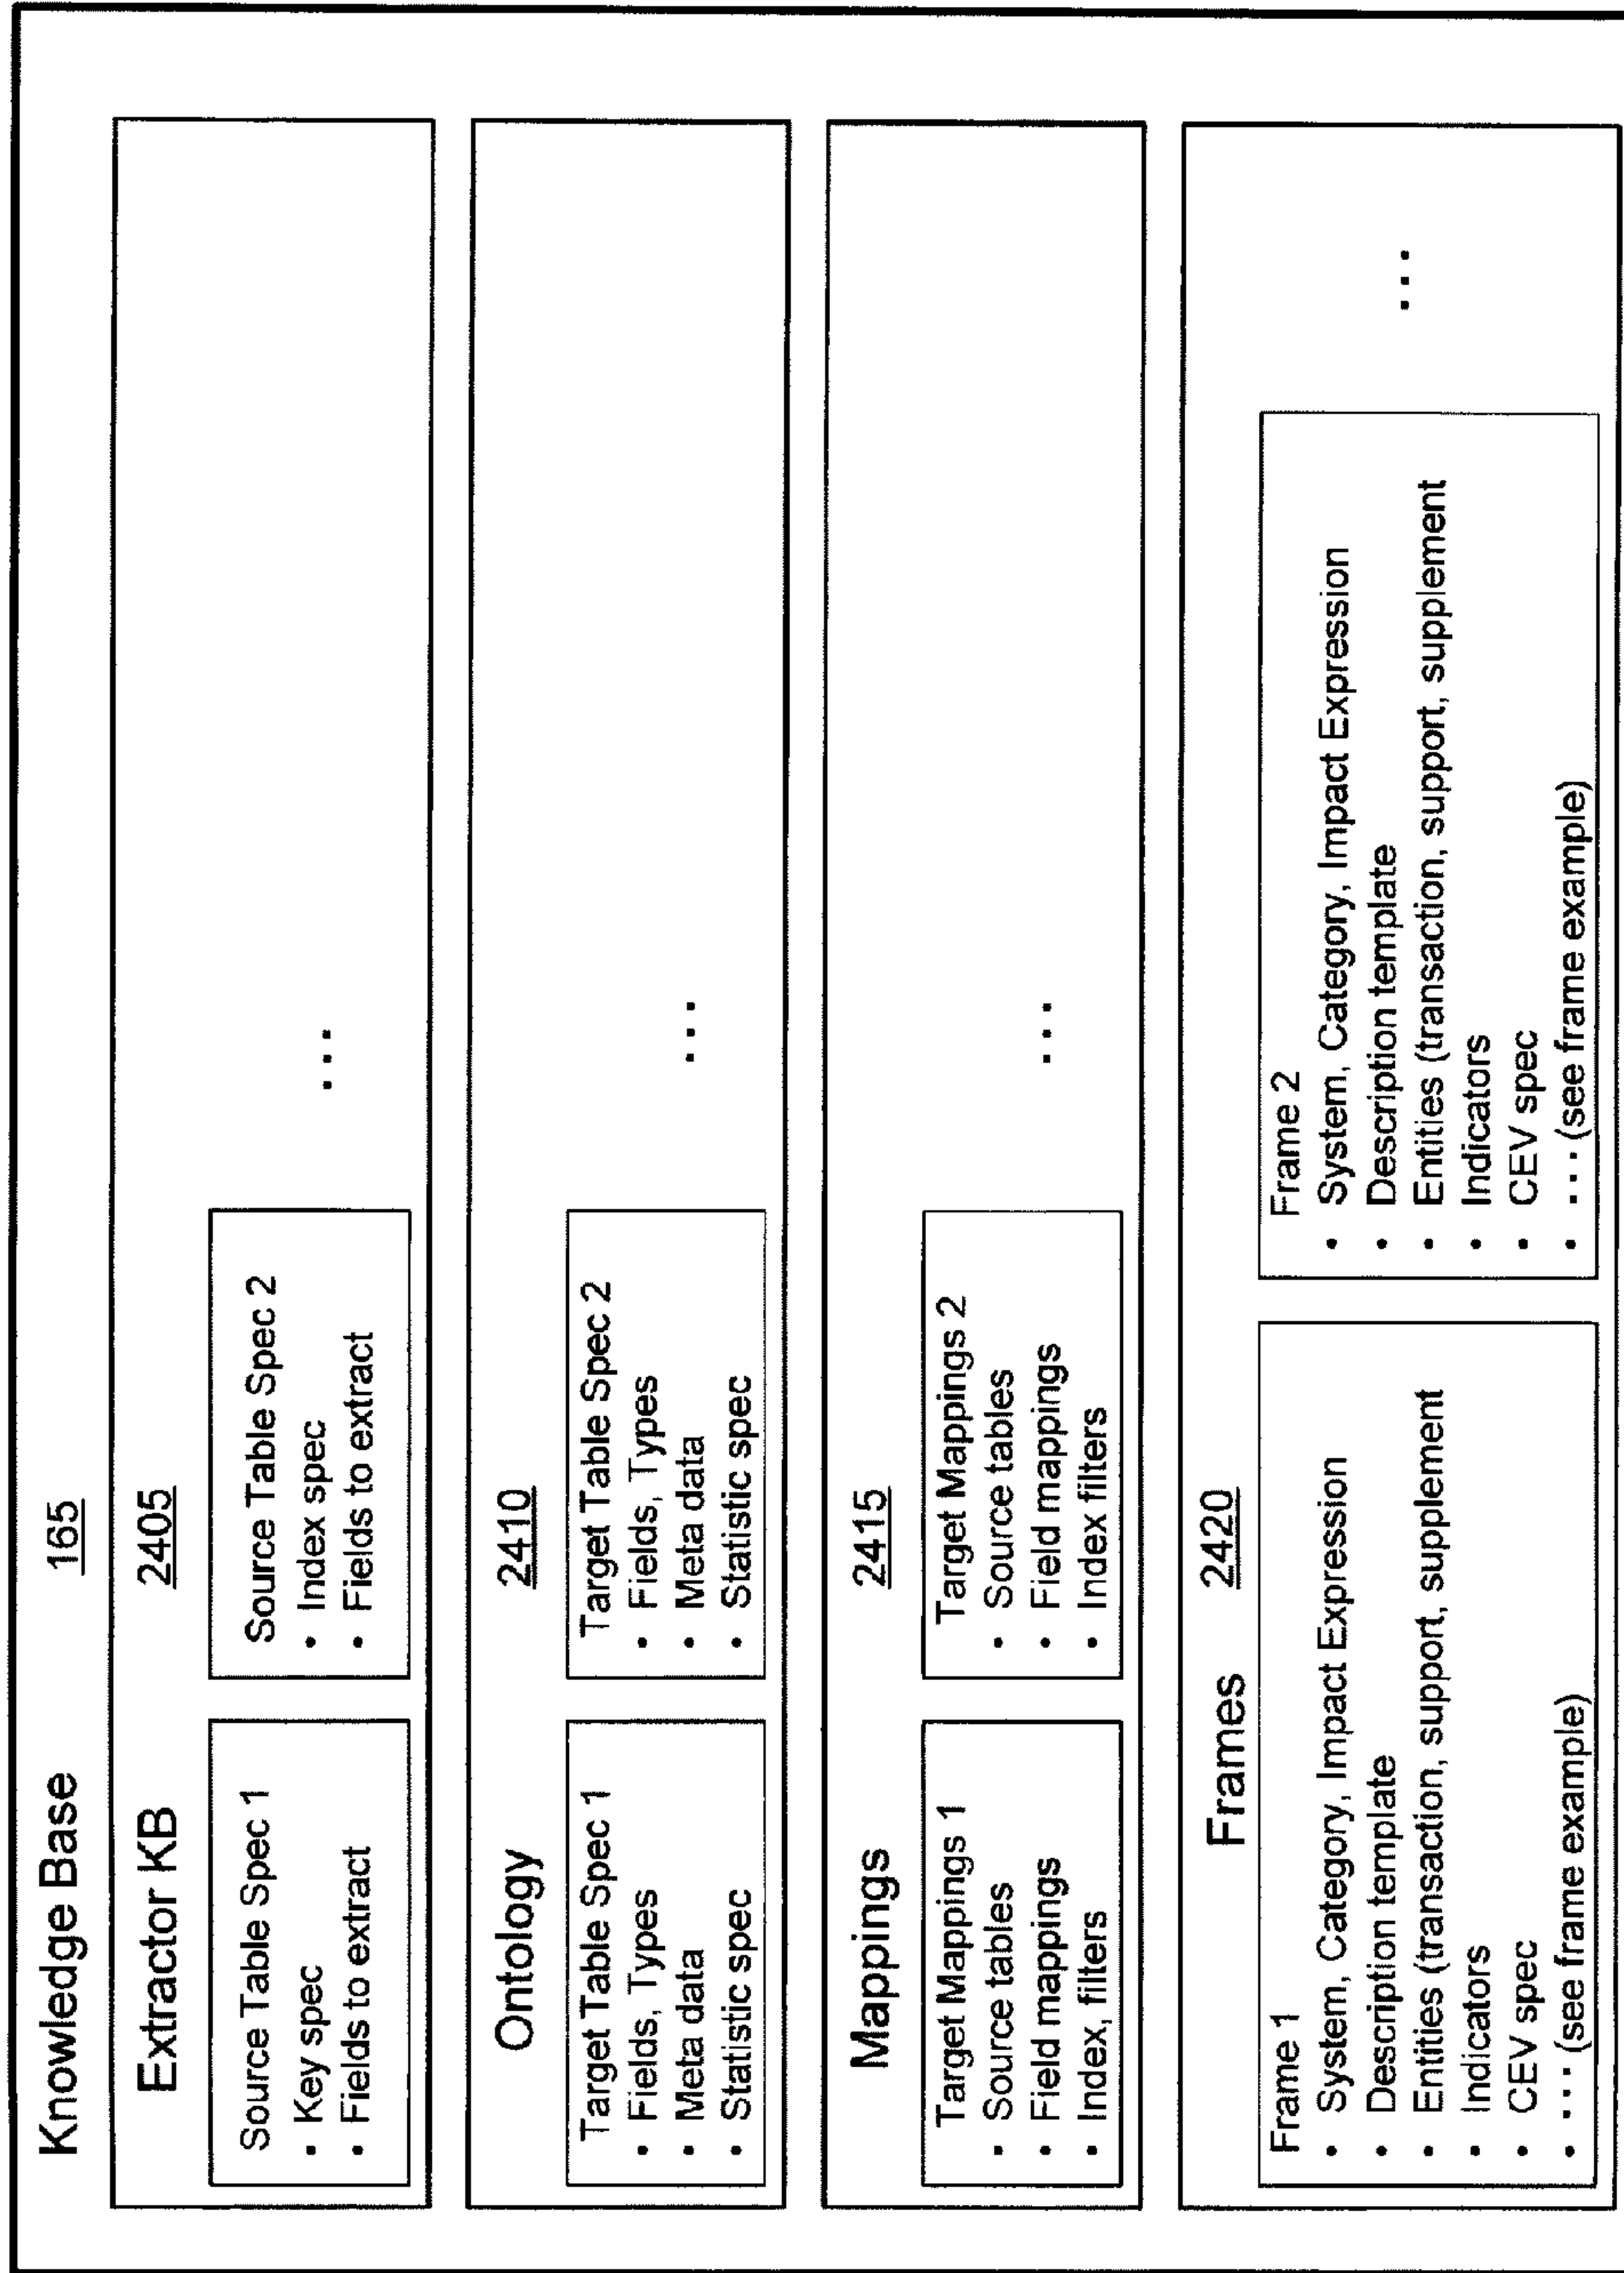 Knowledge Base 165
Extractor KB 2405
Source Table Spec 1
• Key spec
• Fields to extract
Source Table Spec 2
• Index spec
• Fields to extract
...
Ontology 2410
Target Table Spec 1
• Fields, Types
• Meta data
• Statistic spec
Target Table Spec 2
• Fields, Types
• Meta data
• Statistic spec
...
Mappings 2415
Target Mappings 1
• Source tables
• Field mappings
• Index, filters
Target Mappings 2
• Source tables
• Field mappings
• Index filters
...
Frames 2420
Frame 1
• System, Category, Impact Expression
• Description template
• Entities (transaction, support, supplement
• Indicators
• CEV spec
• ... (see frame example)
Frame 2
• System, Category, Impact Expression
• Description template
• Entities (transaction, support, supplement
• Indicators
• CEV spec
• ... (see frame example)
...